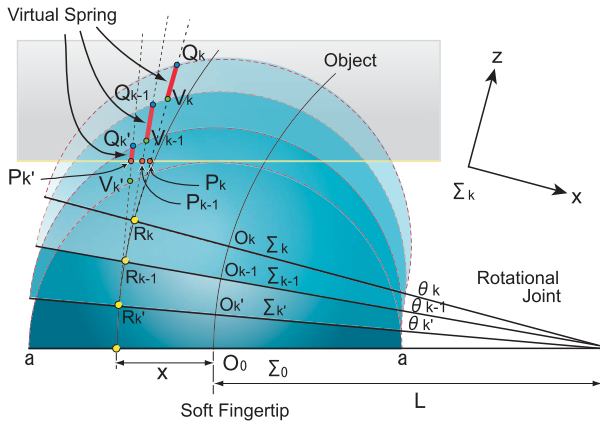 Virtual Spring
Qk
Object
z
Qk-1
Vk
Qk'
Vk-1
Pk'
Vk'
Pk
Pk-1
Σk
x
Rk
Ok Σk
Rk-1
Ok-1 Σk-1
θk
Rotational
Joint
θk-1
Rk'
Ok' Σk'
θk'
a
x
O0
Σ0
a
L
Soft Fingertip